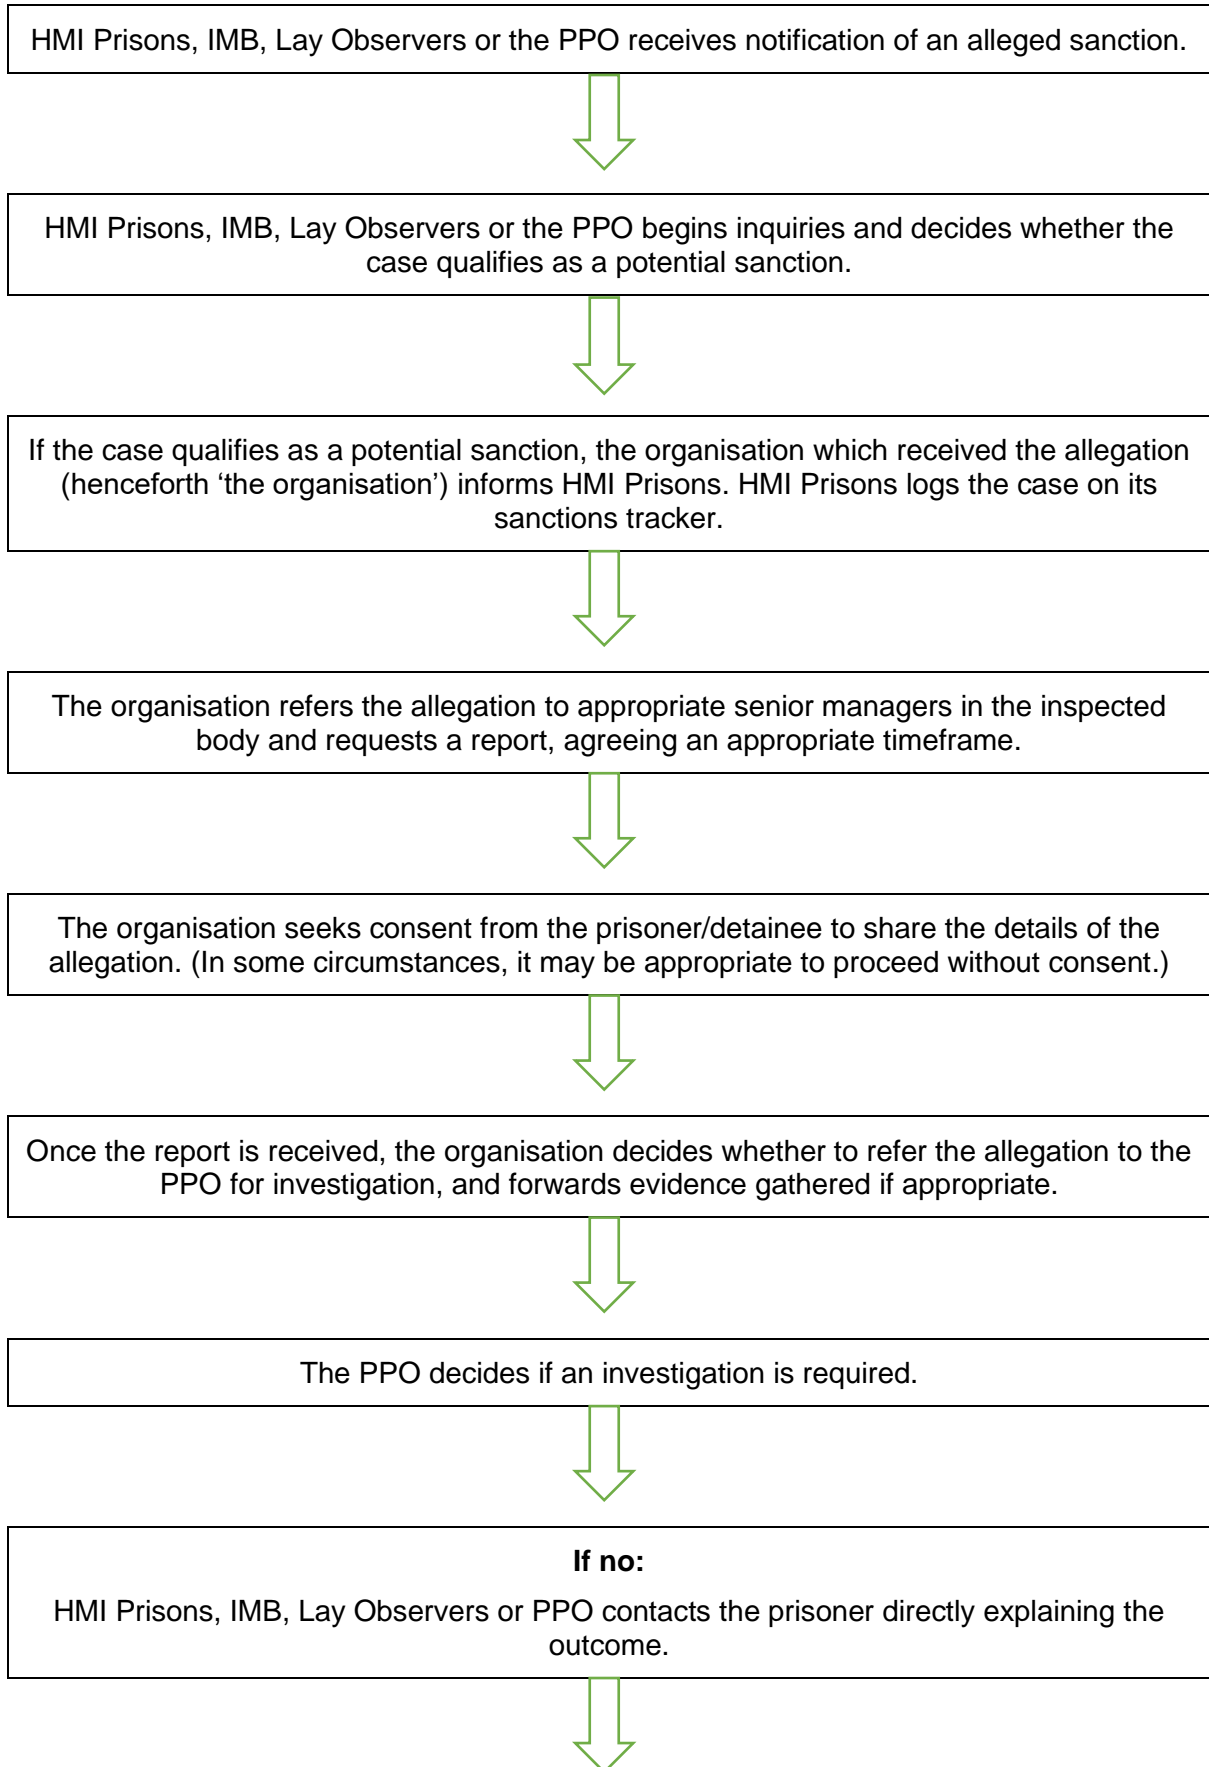 HMI Prisons, IMB, Lay Observers or the PPO receives notification of an alleged sanction.
HMI Prisons, IMB, Lay Observers or the PPO begins inquiries and decides whether the
case qualifies as a potential sanction.
If the case qualifies as a potential sanction, the organisation which received the allegation
(henceforth ‘the organisation’) informs HMI Prisons. HMI Prisons logs the case on its
sanctions tracker.
The organisation refers the allegation to appropriate senior managers in the inspected
body and requests a report, agreeing an appropriate timeframe.
The organisation seeks consent from the prisoner/detainee to share the details of the
allegation. (In some circumstances, it may be appropriate to proceed without consent.)
Once the report is received, the organisation decides whether to refer the allegation to the
PPO for investigation, and forwards evidence gathered if appropriate.
The PPO decides if an investigation is required.
If no:
HMI Prisons, IMB, Lay Observers or PPO contacts the prisoner directly explaining the
outcome.